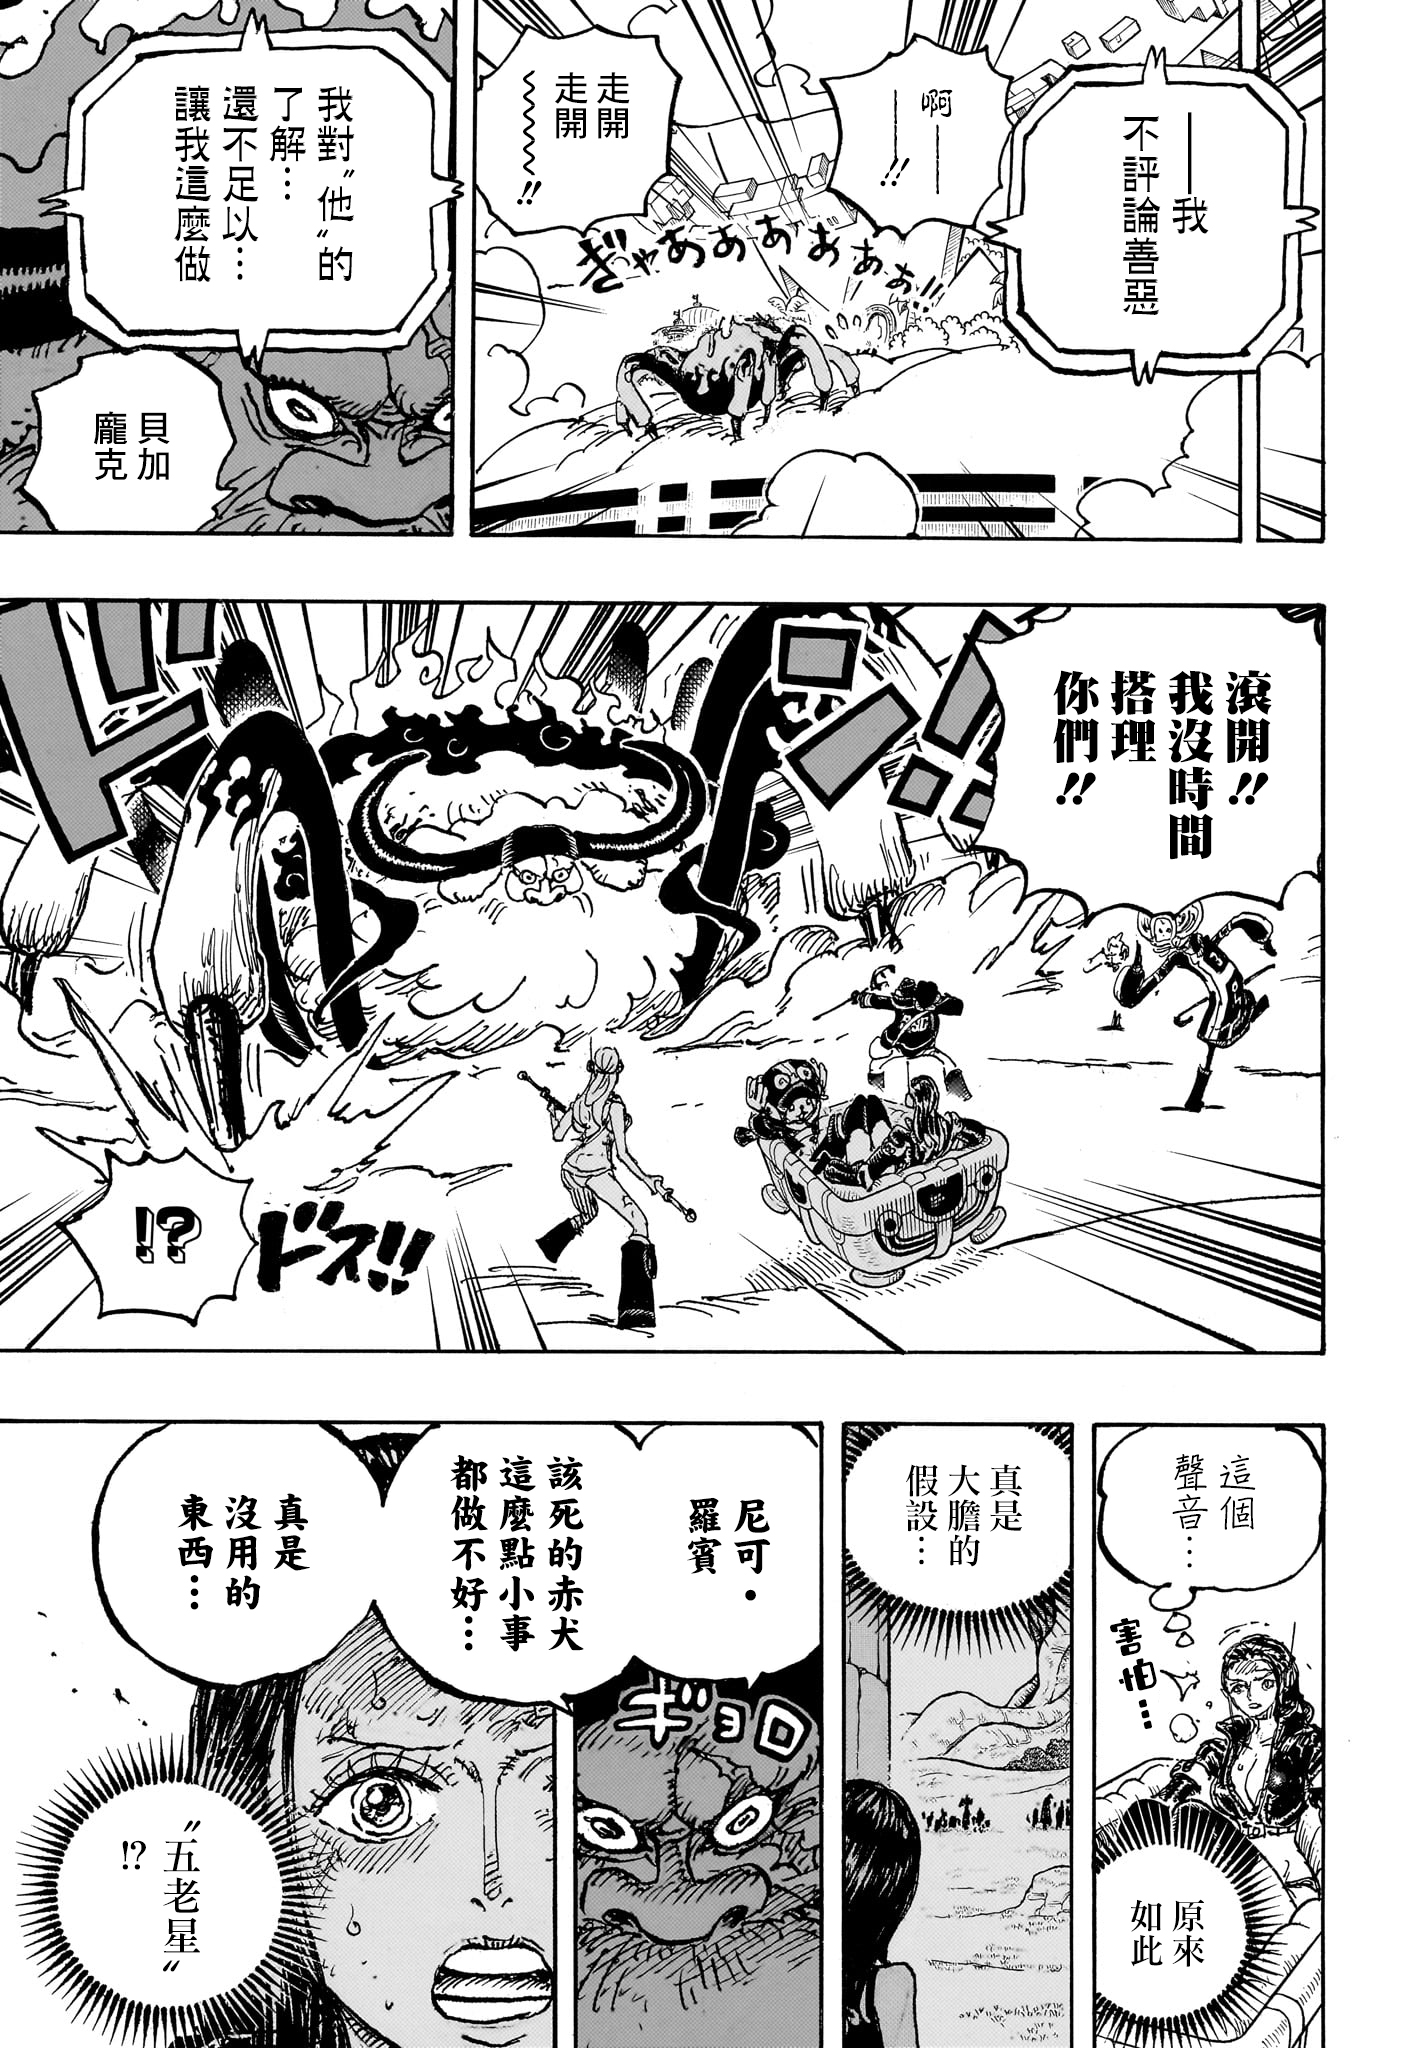 ——我
不評論善惡
啊——!!
走開
走開
〜〜〜〜!!
ぎゃあああああぁ!!
我對〝他〟的
了解…
還不足以…
讓我這麼做
貝加
龐克
滾開!!
我沒時間
搭理
你們!!
ドドン!!
!?
ドス!!
這個
聲音…
害怕…
原來
如此
真是
大膽的
假設…
尼可·
羅賓
ギョロ
該死的赤犬
這麼點小事
都做不好…
真是
沒用的
東西…
〝五老星〟
!?